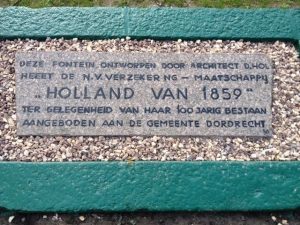 DEZE FONTEIN ONTWORPEN DOOR ARCHITECT D.HOL
HEEFT DE N.V. VERZEKERING - MAATSCHAPPIJ
„HOLLAND VAN 1859"
TER GELEGENHEID VAN HAAR 100 JARIG BESTAAN
AANGEBODEN AAN DE GEMEENTE DORDRECHT